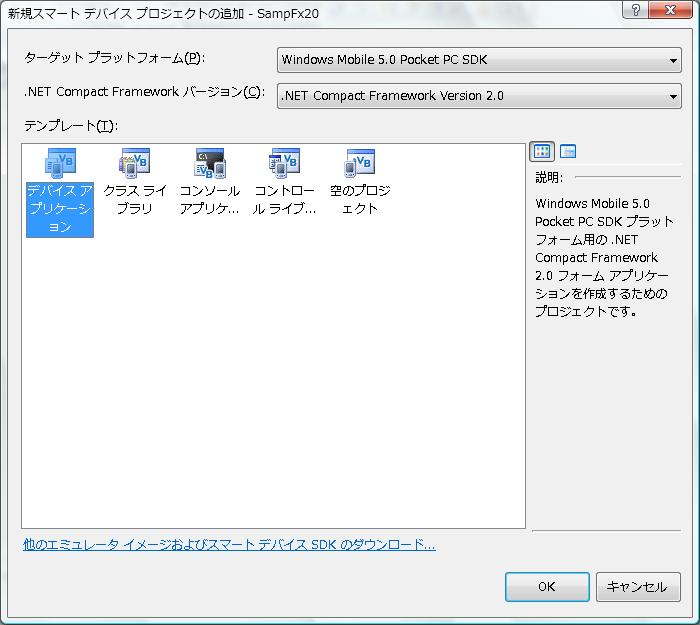 新規スマート デバイス プロジェクトの追加 - SampFx20
ターゲット プラットフォーム(P):
Windows Mobile 5.0 Pocket PC SDK
.NET Compact Framework バージョン(C):
.NET Compact Framework Version 2.0
テンプレート(T):
デバイス ア
プリケーシ
ョン
クラス ライ
ブラリ
コンソール
アプリケ...
コントロー
ル ライブ...
空のプロジ
ェクト
説明:
Windows Mobile 5.0
Pocket PC SDK プラット
フォーム用の .NET
Compact Framework
2.0 フォーム アプリケー
ションを作成するための
プロジェクトです。
他のエミュレータ イメージおよびスマート デバイス SDK のダウンロード...
OK
キャンセル